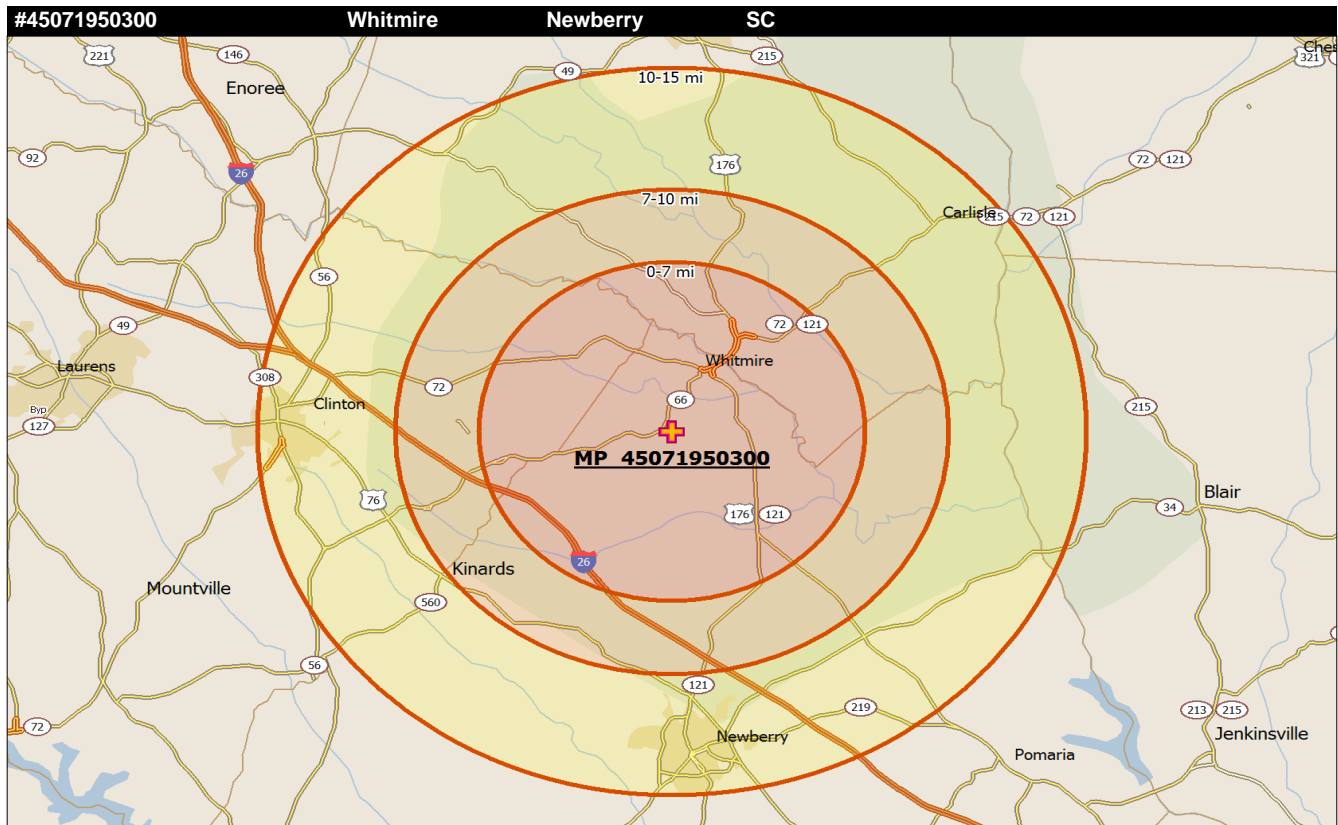 #45071950300 Whitmire Newberry SC
221
146
49
215
321
10-15 mi
Enoree
92
26
176
72 121
7-10 mi
Carlisle
215 72 121
56
0-7 mi
49
72 121
Laurens
Whitmire
308
72
Clinton
66
215
Byp
127
MP 45071950300
76
176 121
34
Blair
26
Kinards
Mountville
560
56
121
219
213 215
72
Newberry
Jenkinsville
Pomaria